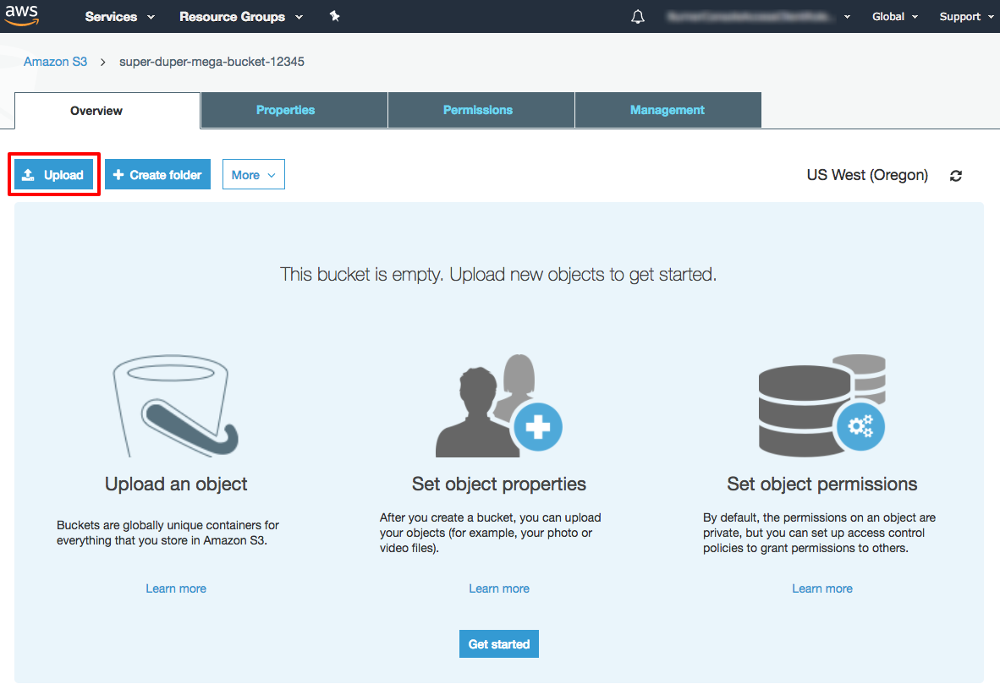 aws Services Resource Groups Global Support
Amazon S3 > super-duper-mega-bucket-12345
Overview Properties Permissions Management
Upload Create folder More US West (Oregon)
This bucket is empty. Upload new objects to get started.
Upload an object
Buckets are globally unique containers for
everything that you store in Amazon S3.
Learn more
Set object properties
After you create a bucket, you can upload
your objects (for example, your photo or
video files).
Learn more
Set object permissions
By default, the permissions on an object are
private, but you can set up access control
policies to grant permissions to others.
Learn more
Get started